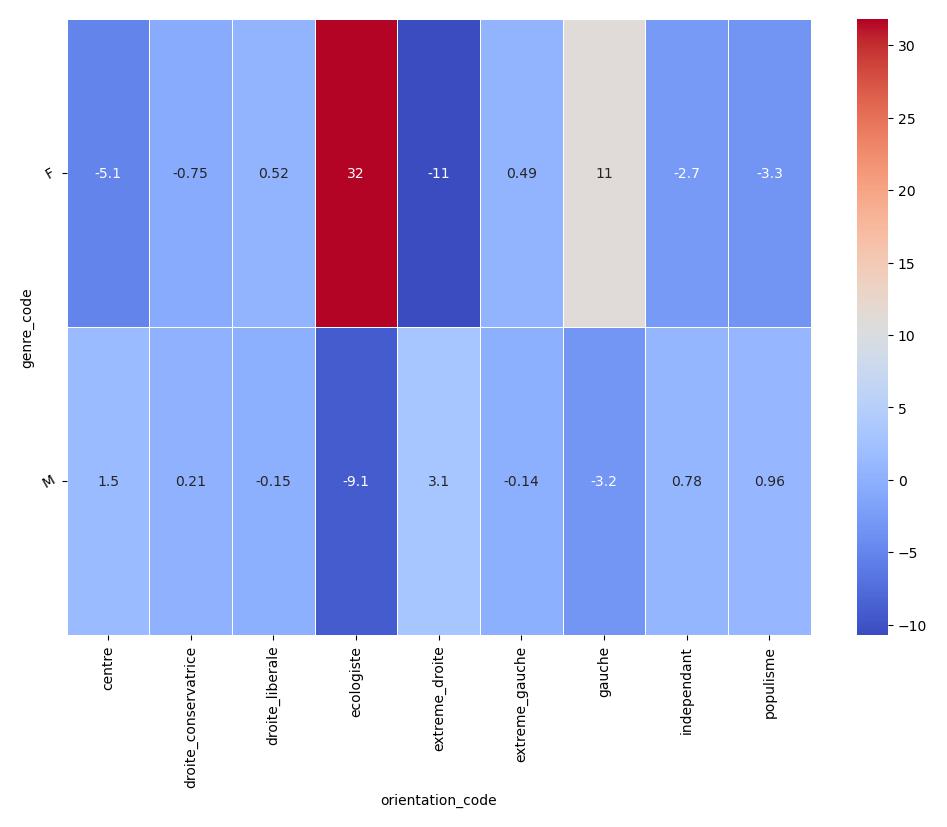 30
25
20
15
10
5
0
−5
−10
genre_code
F
-5.1 -0.75 0.52 32 -11 0.49 11 -2.7 -3.3
M
1.5 0.21 -0.15 -9.1 3.1 -0.14 -3.2 0.78 0.96
centre
droite_conservatrice
droite_liberale
ecologiste
extreme_droite
extreme_gauche
gauche
independant
populisme
orientation_code